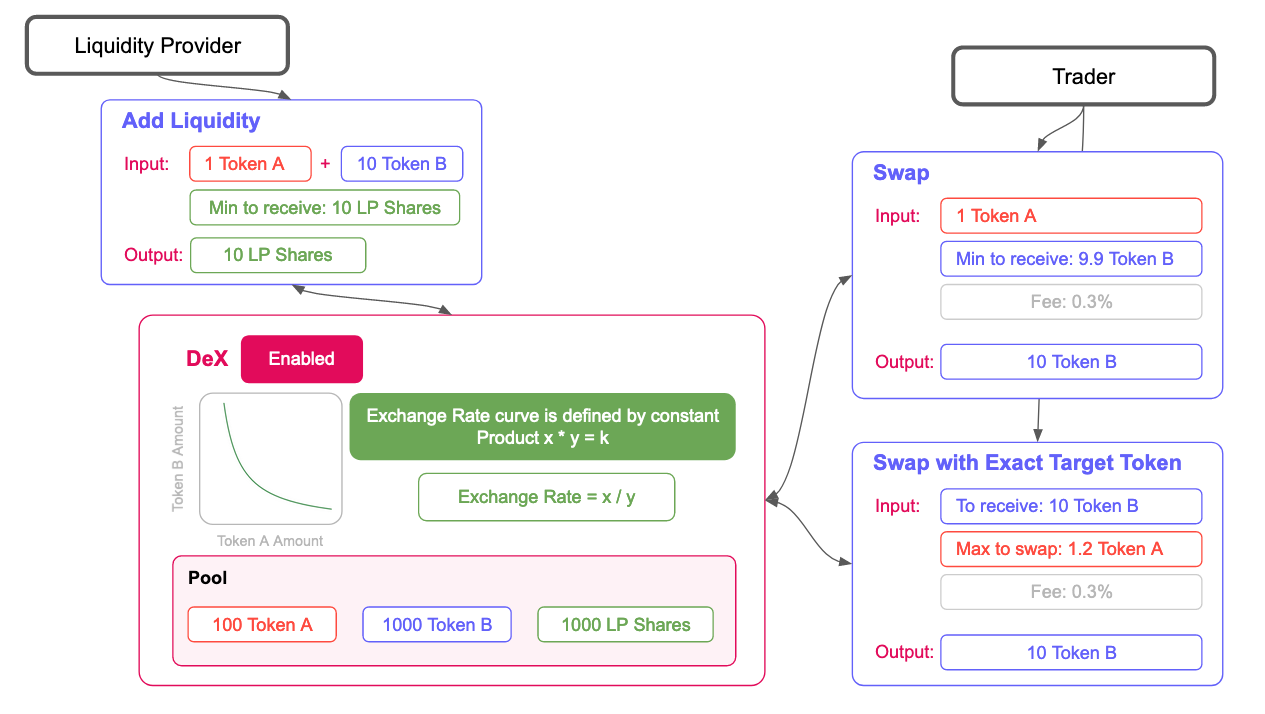 Liquidity Provider
Add Liquidity
Input: 1 Token A + 10 Token B
Min to receive: 10 LP Shares
Output: 10 LP Shares
DeX Enabled
Token B Amount
Token A Amount
Exchange Rate curve is defined by constant
Product x * y = k
Exchange Rate = x / y
Pool
100 Token A 1000 Token B 1000 LP Shares
Trader
Swap
Input: 1 Token A
Min to receive: 9.9 Token B
Fee: 0.3%
Output: 10 Token B
Swap with Exact Target Token
Input: To receive: 10 Token B
Max to swap: 1.2 Token A
Fee: 0.3%
Output: 10 Token B